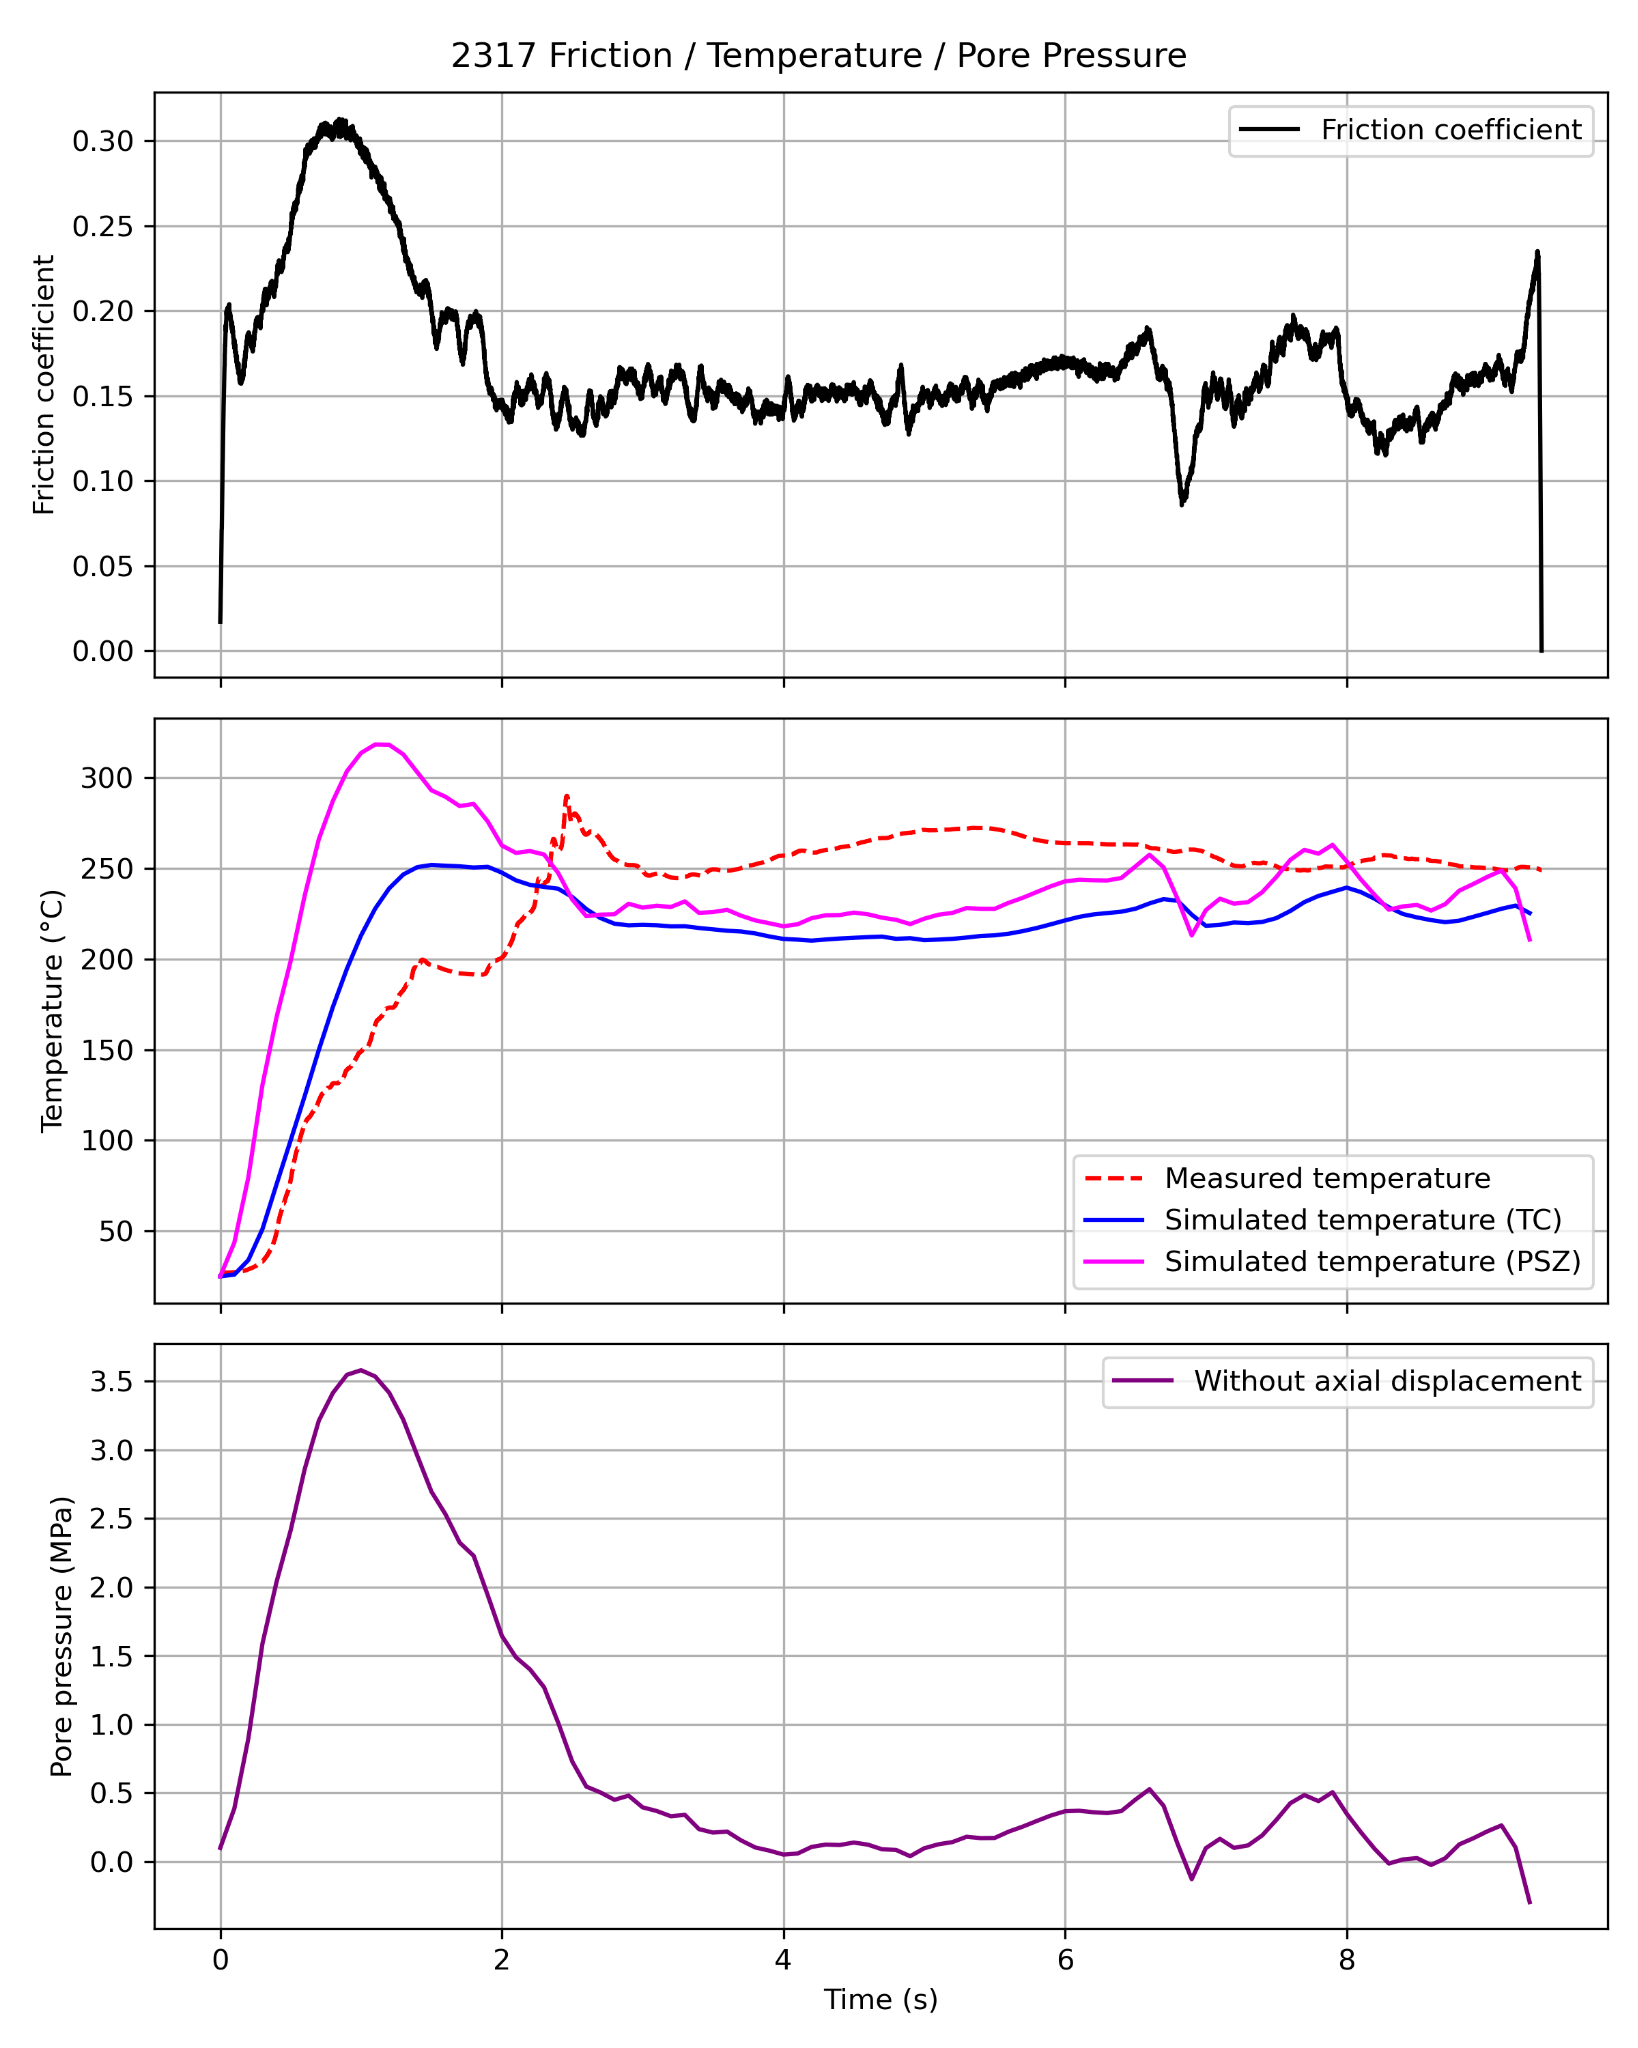 2317 Friction / Temperature / Pore Pressure
Friction coefficient
0.30
0.25
0.20
0.15
0.10
0.05
0.00
Friction coefficient
300
250
200
150
100
50
Temperature (°C)
Measured temperature
Simulated temperature (TC)
Simulated temperature (PSZ)
3.5
3.0
2.5
2.0
1.5
1.0
0.5
0.0
Pore pressure (MPa)
Without axial displacement
0 2 4 6 8
Time (s)